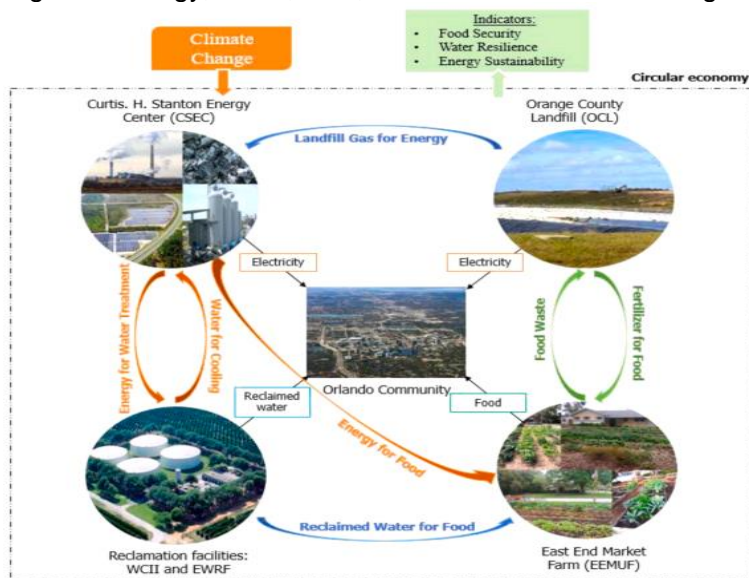 Indicators:
• Food Security
• Water Resilience
• Energy Sustainability
Climate
Change
Circular economy
Curtis. H. Stanton Energy
Center (CSEC)
Orange County
Landfill (OCL)
Landfill Gas for Energy
Electricity
Electricity
Energy for Water Treatment
Water for Cooling
Food Waste
Fertilizer for Food
Orlando Community
Reclaimed
water
Food
Energy for Food
Reclaimed Water for Food
Reclamation facilities:
WCII and EWRF
East End Market
Farm (EEMUF)